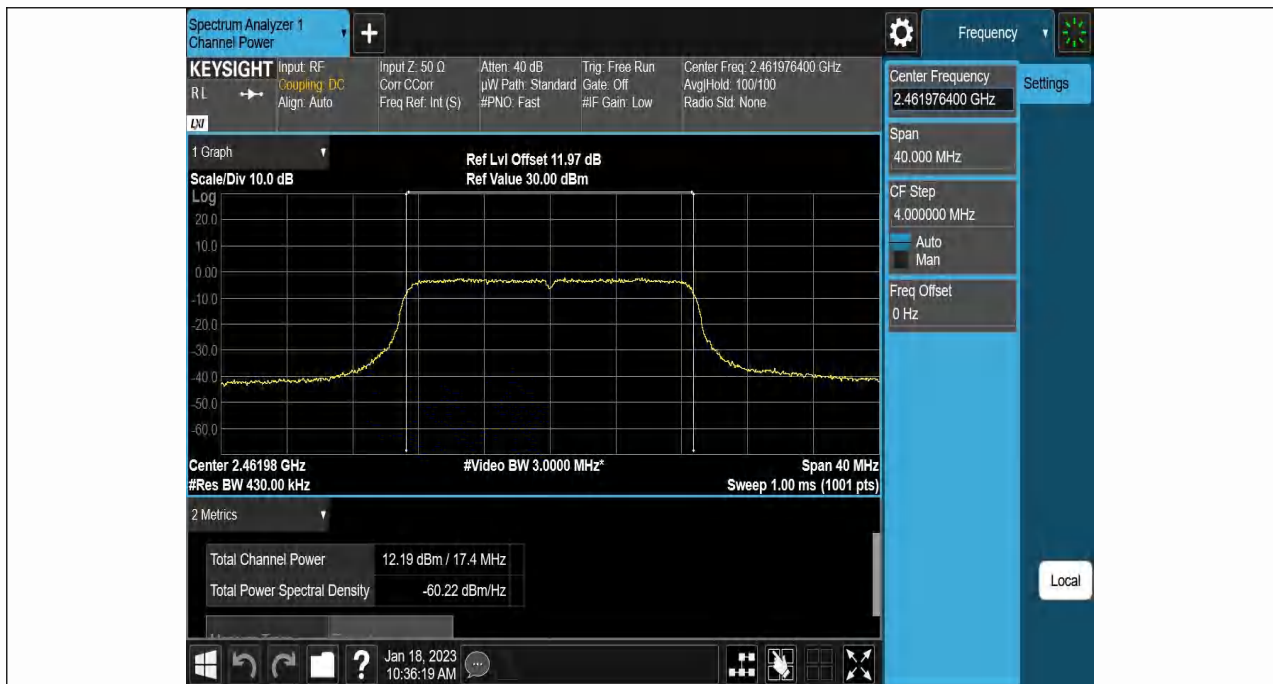 Spectrum Analyzer 1
Channel Power
+
Frequency
KEYSIGHT
RL
LXI
Input: RF
Coupling: DC
Align: Auto
Input Z: 50 Ω
Corr CCorr
Freq Ref: Int (S)
Atten: 40 dB
µW Path: Standard
#PNO: Fast
Trig: Free Run
Gate: Off
#IF Gain: Low
Center Freq: 2.461976400 GHz
Avg|Hold: 100/100
Radio Std: None
Center Frequency
2.461976400 GHz
Settings
Span
40.000 MHz
CF Step
4.000000 MHz
Auto
Man
Freq Offset
0 Hz
1 Graph
Scale/Div 10.0 dB
Ref Lvl Offset 11.97 dB
Ref Value 30.00 dBm
Log
20.0
10.0
0.00
-10.0
-20.0
-30.0
-40.0
-50.0
-60.0
Center 2.46198 GHz
#Video BW 3.0000 MHz*
Span 40 MHz
#Res BW 430.00 kHz
Sweep 1.00 ms (1001 pts)
2 Metrics
Total Channel Power
12.19 dBm / 17.4 MHz
Total Power Spectral Density
-60.22 dBm/Hz
Local
?
Jan 18, 2023
10:36:19 AM